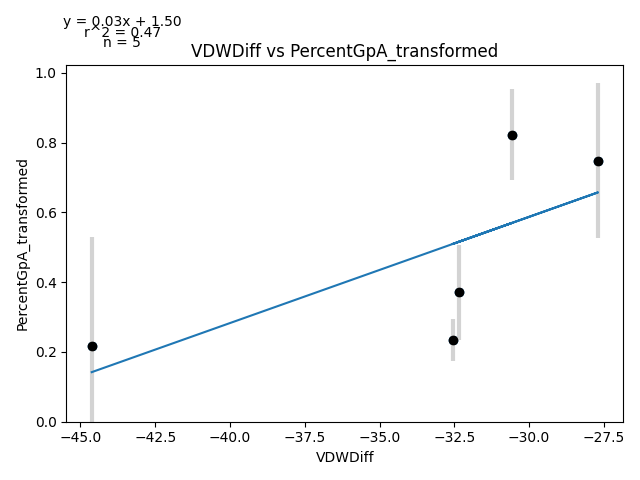 y = 0.03x + 1.50
r^2 = 0.47
n = 5
VDWDiff vs PercentGpA_transformed
1.0
0.8
0.6
0.4
0.2
0.0
PercentGpA_transformed
−45.0 −42.5 −40.0 −37.5 −35.0 −32.5 −30.0 −27.5
VDWDiff